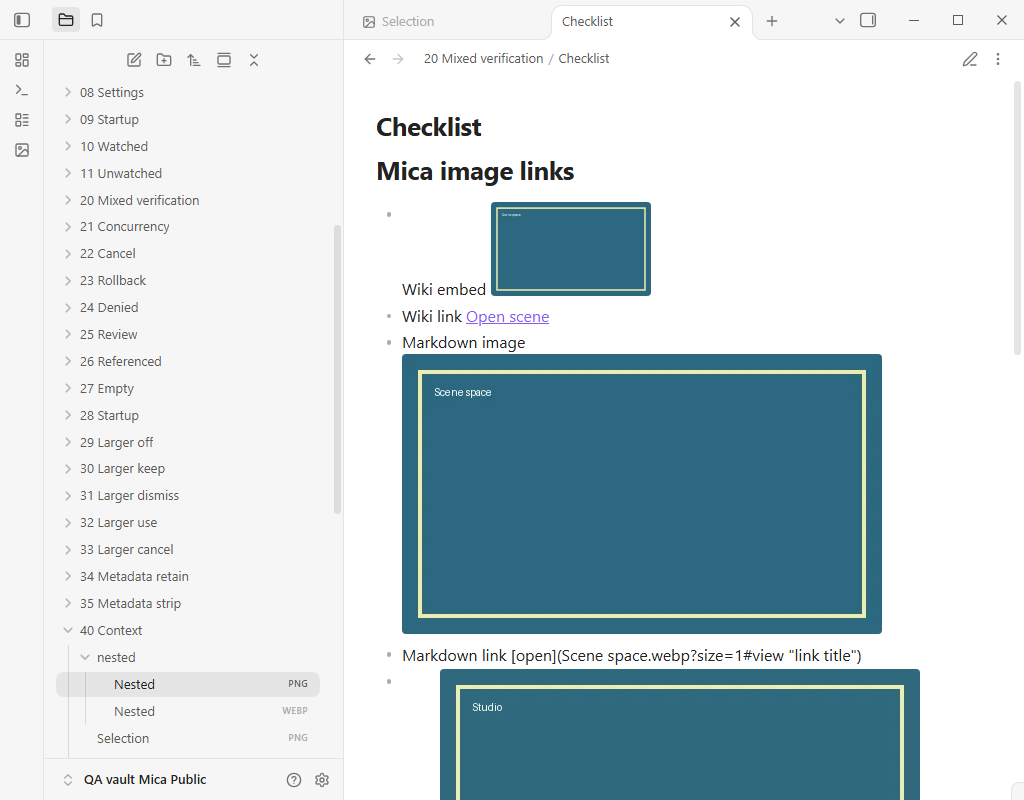 Selection
Checklist
20 Mixed verification / Checklist
08 Settings
09 Startup
10 Watched
11 Unwatched
20 Mixed verification
21 Concurrency
22 Cancel
23 Rollback
24 Denied
25 Review
26 Referenced
27 Empty
28 Startup
29 Larger off
30 Larger keep
31 Larger dismiss
32 Larger use
33 Larger cancel
34 Metadata retain
35 Metadata strip
40 Context
nested
Nested PNG
Nested WEBP
Selection PNG
QA vault Mica Public
Checklist
Mica image links
Wiki embed
Wiki link Open scene
Markdown image
Scene space
Markdown link [open](Scene space.webp?size=1#view "link title")
Studio